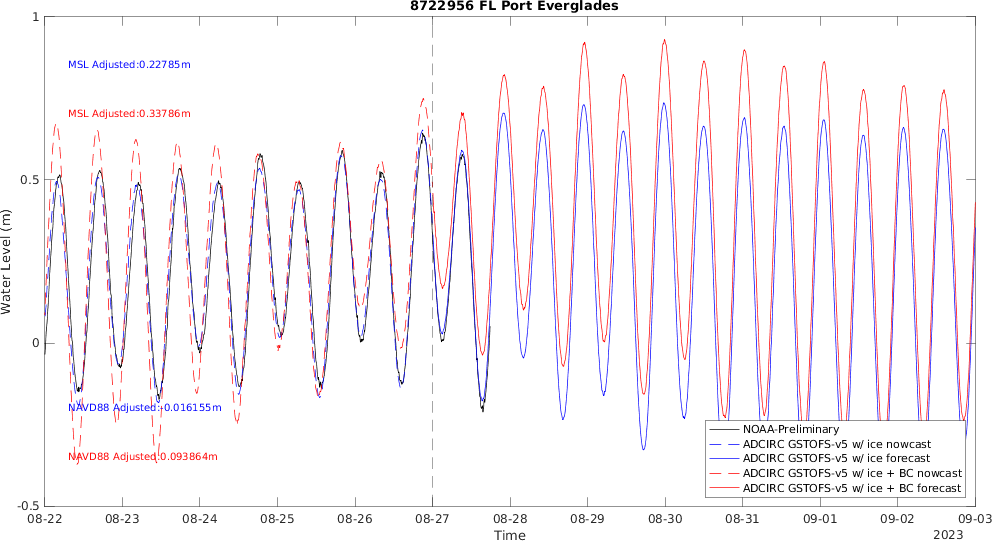 8722956 FL Port Everglades
Water Level (m)
1
0.5
0
-0.5
MSL Adjusted:0.22785m
MSL Adjusted:0.33786m
NAVD88 Adjusted:-0.016155m
NAVD88 Adjusted:0.093864m
NOAA-Preliminary
ADCIRC GSTOFS-v5 w/ ice nowcast
ADCIRC GSTOFS-v5 w/ ice forecast
ADCIRC GSTOFS-v5 w/ ice + BC nowcast
ADCIRC GSTOFS-v5 w/ ice + BC forecast
08-22 08-23 08-24 08-25 08-26 08-27 08-28 08-29 08-30 08-31 09-01 09-02 09-03
Time
2023